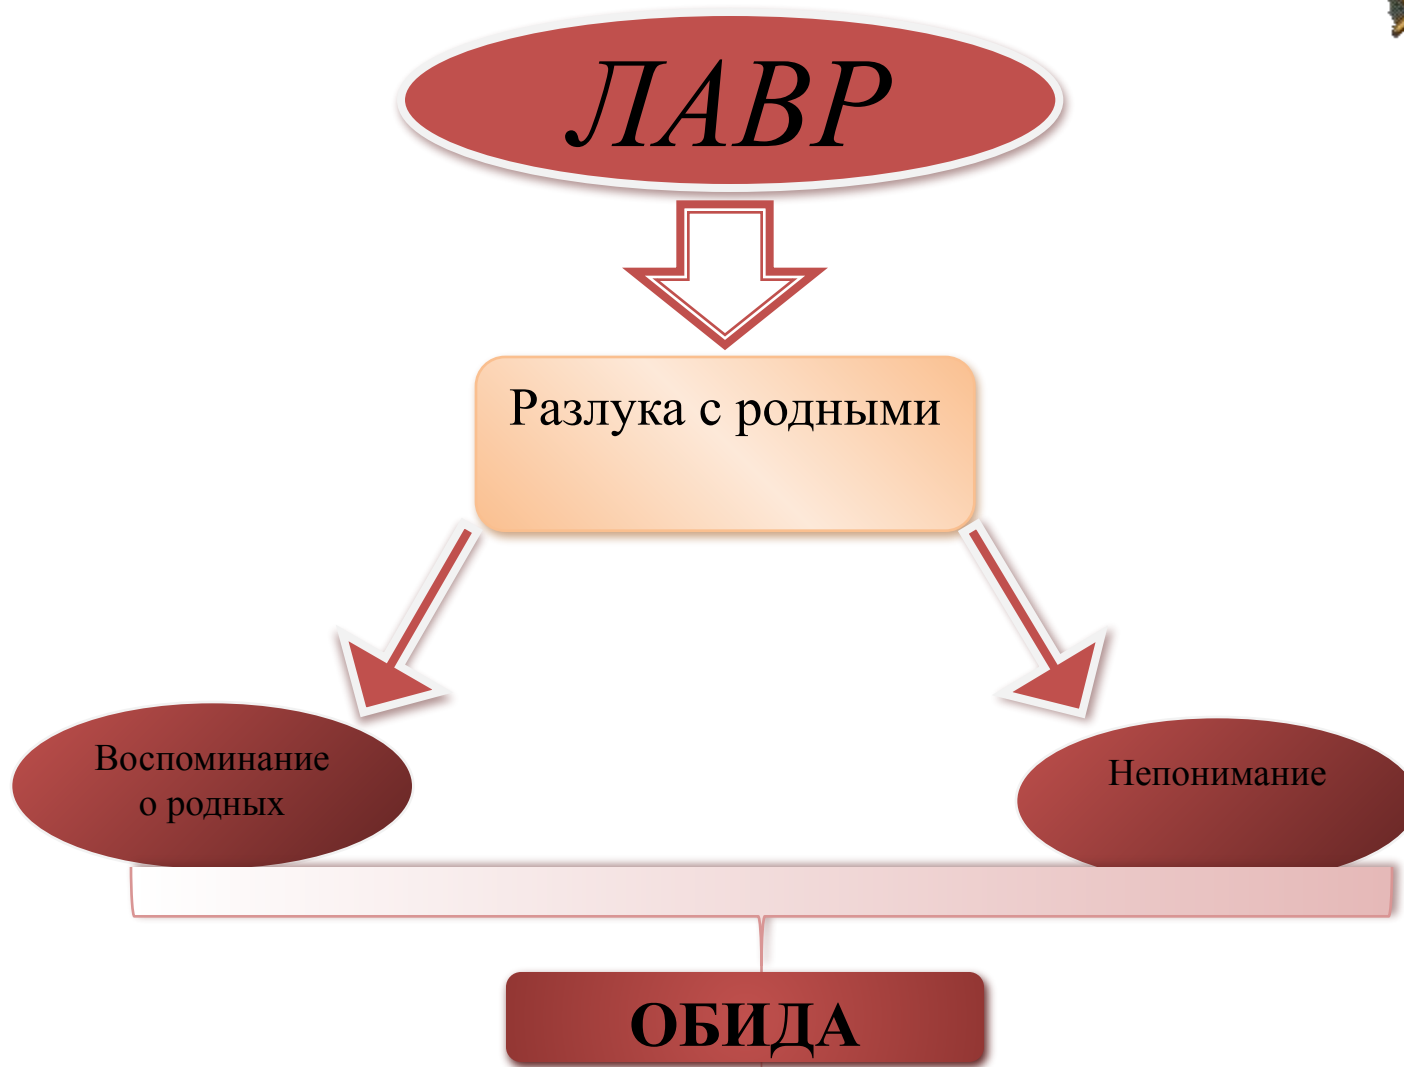 ЛАВР
Разлука с родными
Воспоминание
о родных
Непонимание
ОБИДА